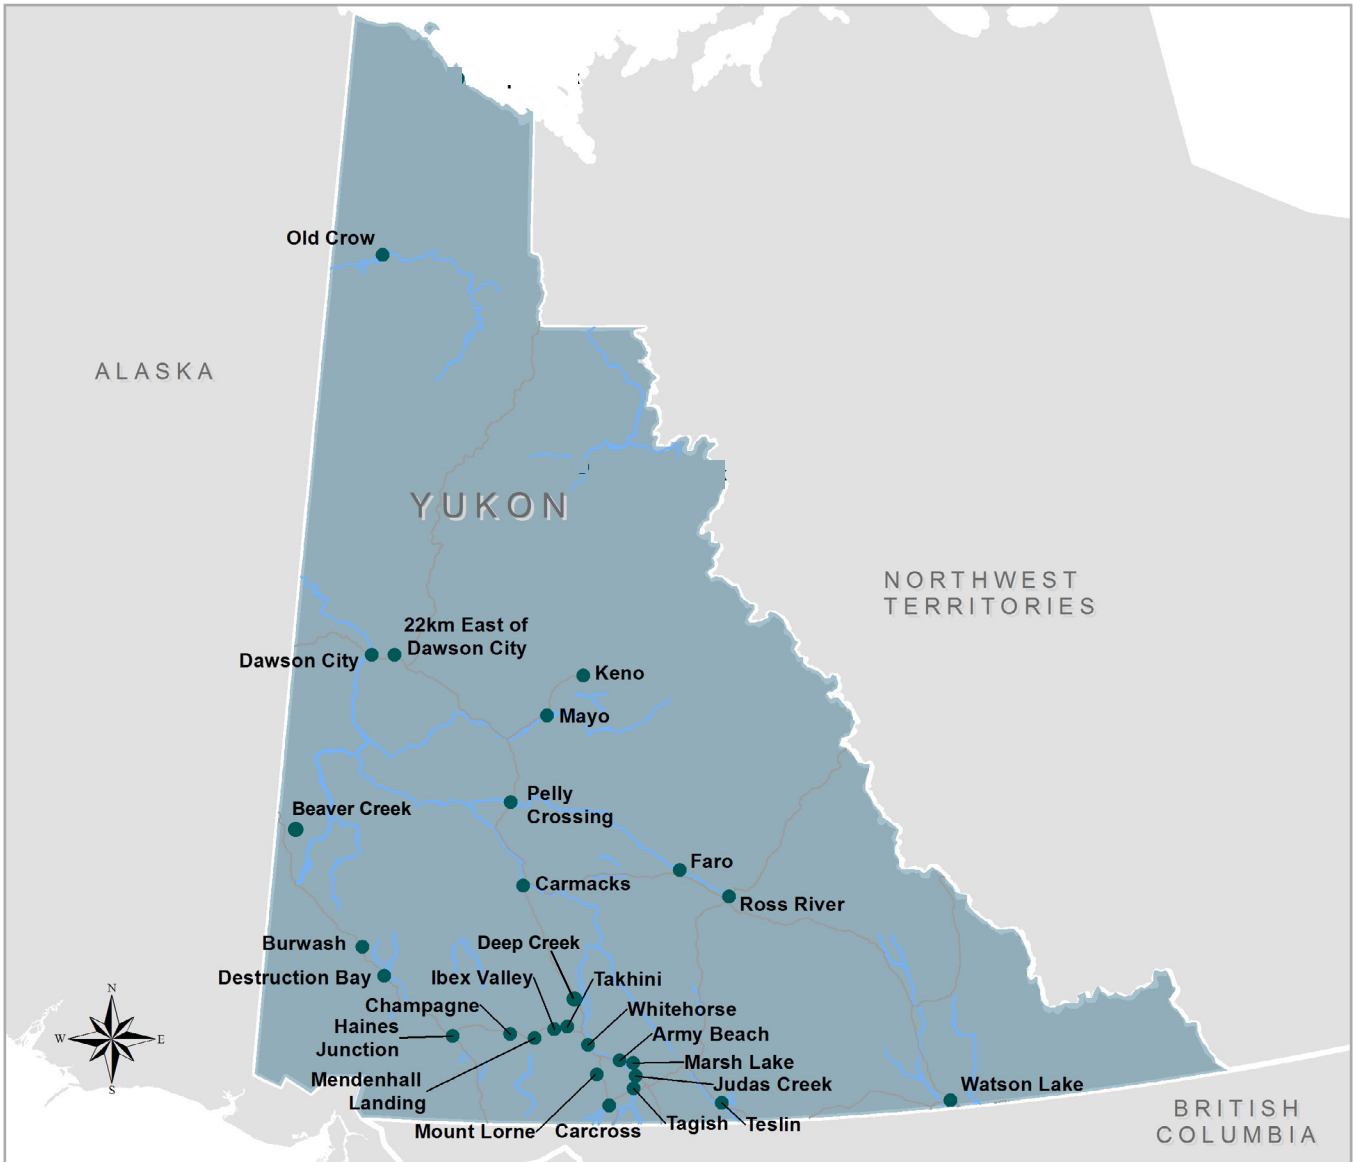 Old Crow
ALASKA
YUKON
NORTHWEST
TERRITORIES
22km East of
Dawson City
Dawson City
Keno
Mayo
Pelly
Crossing
Beaver Creek
Faro
Carmacks
Ross River
Burwash
Deep Creek
Destruction Bay
Ibex Valley
Takhini
Champagne
Whitehorse
Haines
Junction
Army Beach
Marsh Lake
Mendenhall
Landing
Judas Creek
Watson Lake
Mount Lorne
Carcross
Tagish
Teslin
BRITISH
COLUMBIA
N
W
E
S